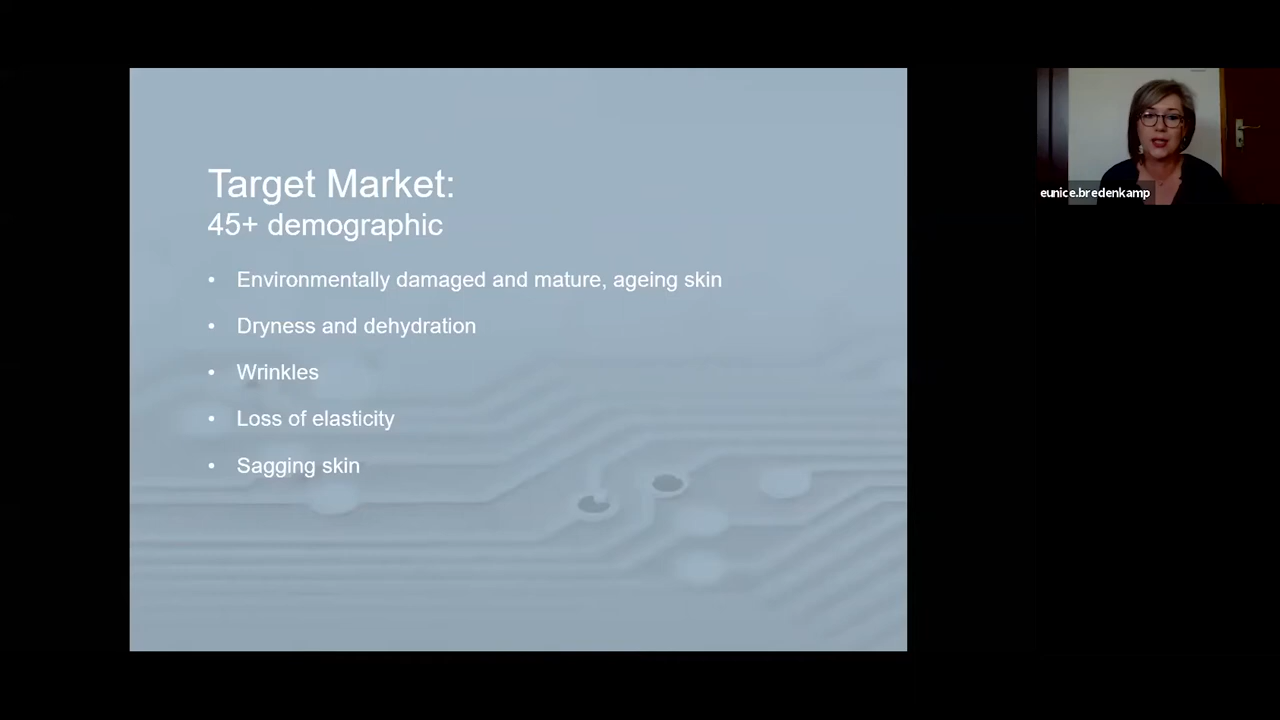 Target Market:
45+ demographic
• Environmentally damaged and mature, ageing skin
• Dryness and dehydration
• Wrinkles
• Loss of elasticity
• Sagging skin
eunice.bredenkamp